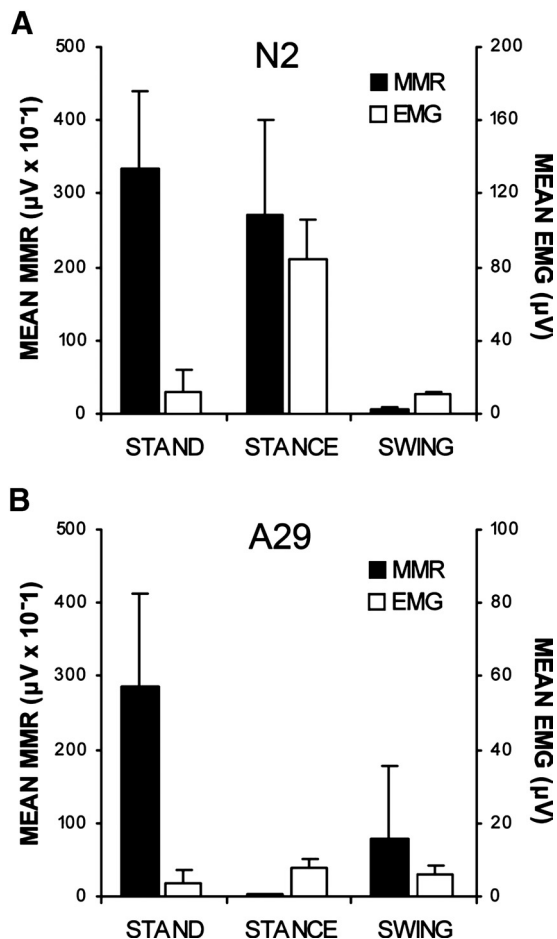 A
N2
MEAN MMR (µV x 10⁻¹)
500
400
300
200
100
0
MMR
EMG
200
160
120
80
40
0
MEAN EMG (µV)
STAND STANCE SWING
B
A29
MEAN MMR (µV x 10⁻¹)
500
400
300
200
100
0
MMR
EMG
100
80
60
40
20
0
MEAN EMG (µV)
STAND STANCE SWING